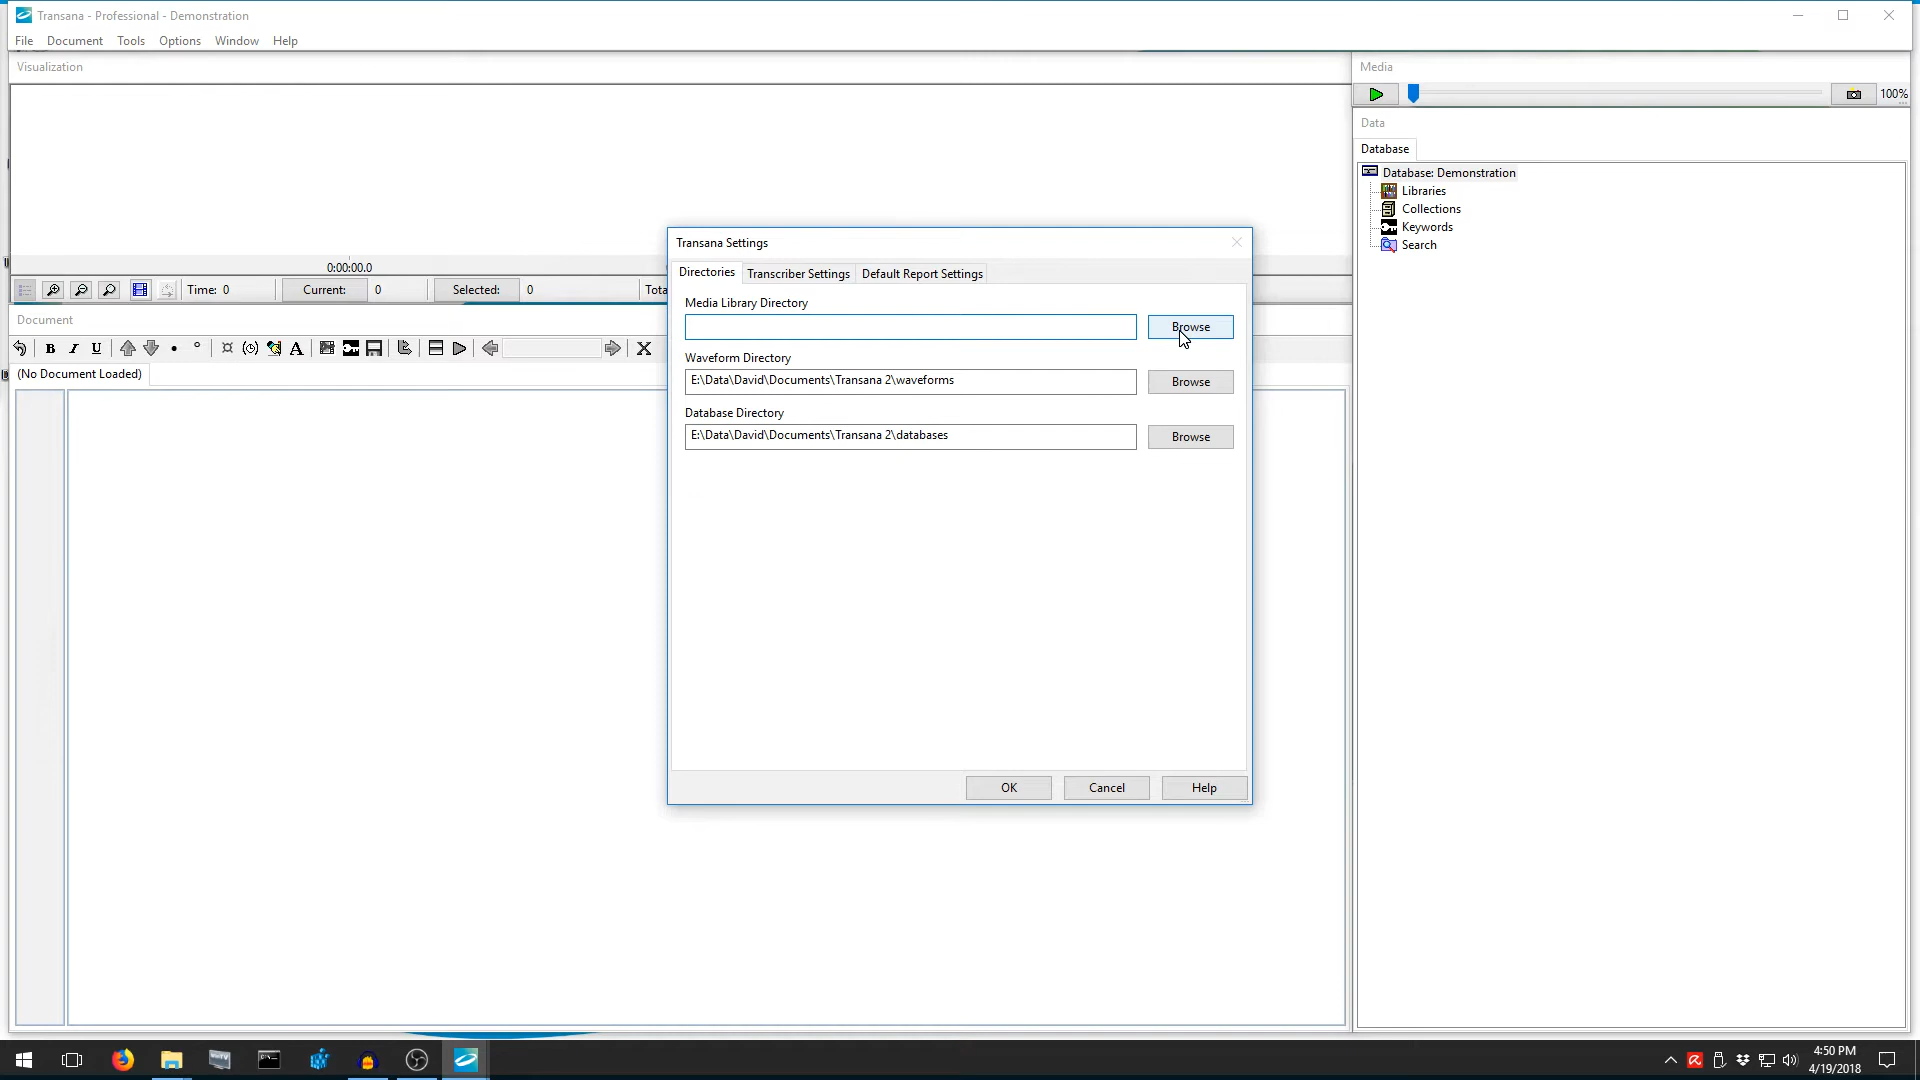 Transana - Professional - Demonstration
File Document Tools Options Window Help
Visualization
0:00:00.0
Time: 0 Current: 0 Selected: 0 Tota
Document
B I U A X
(No Document Loaded)
Media
100%
Data
Database
Database: Demonstration
Libraries
Collections
Keywords
Search
Transana Settings
Directories Transcriber Settings Default Report Settings
Media Library Directory
Browse
Waveform Directory
E:\Data\David\Documents\Transana 2\waveforms Browse
Database Directory
E:\Data\David\Documents\Transana 2\databases Browse
OK Cancel Help
4:50 PM
4/19/2018